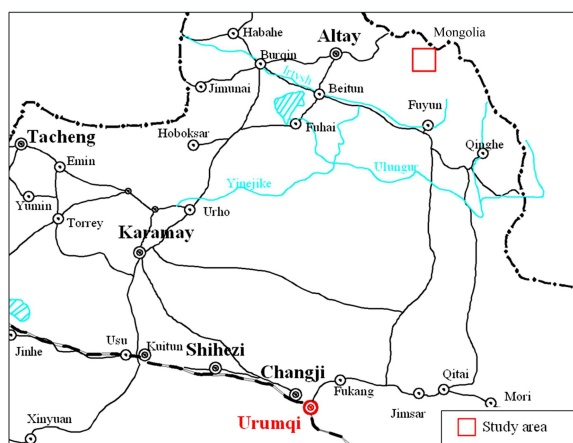 Habahe
Altay
Mongolia
Burqin
Irtysh
Jimunai
Beitun
Fuyun
Hoboksar
Fuhai
Tacheng
Qinghe
Emin
Ulungur
Yinejike
Yumin
Urho
Torrey
Karamay
Usu
Kuitun
Jinhe
Shihezi
Changji
Fukang
Qitai
Jimsar
Mori
Urumqi
Xinyuan
Study area